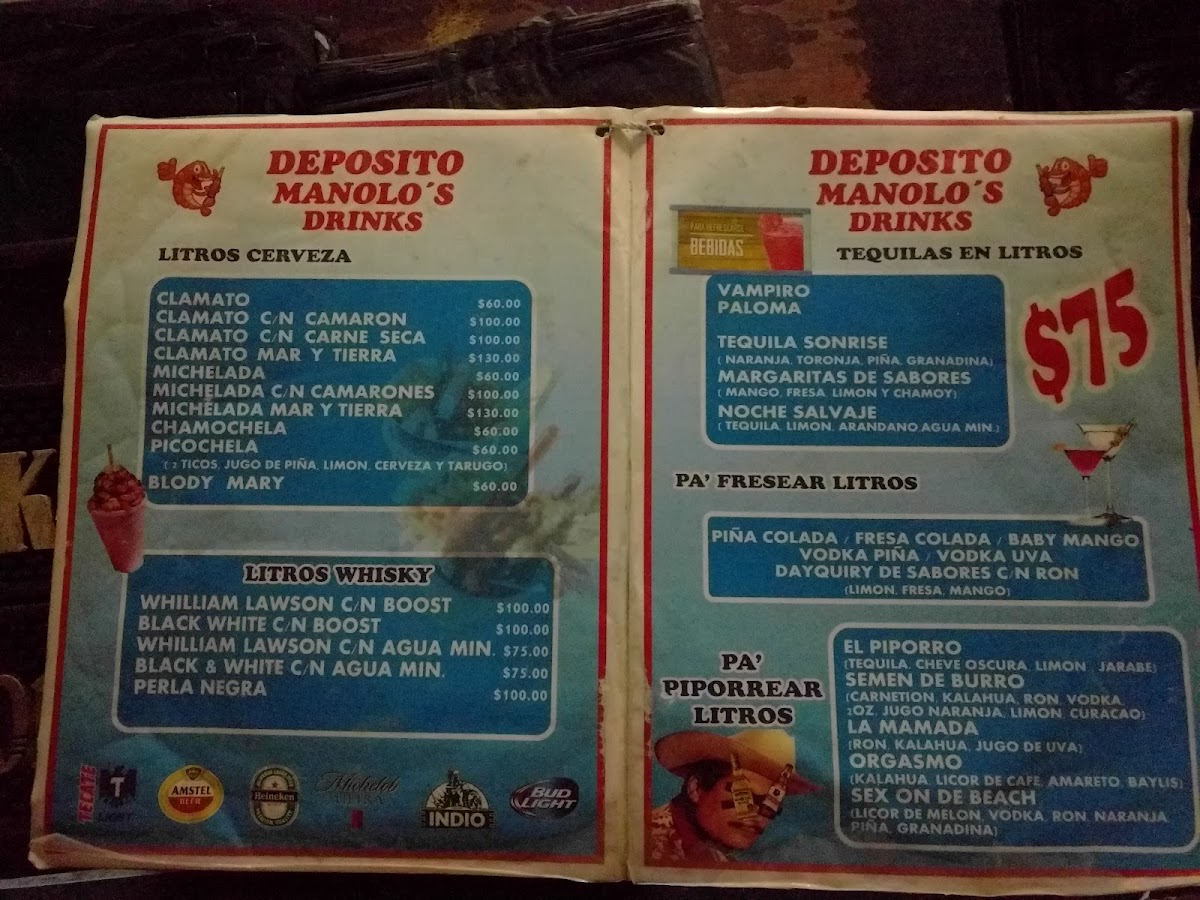 DEPOSITO
MANOLO´S
DRINKS
LITROS CERVEZA
CLAMATO $60.00
CLAMATO C/N CAMARON $100.00
CLAMATO C/N CARNE SECA $100.00
CLAMATO MAR Y TIERRA $130.00
MICHELADA $60.00
MICHELADA C/N CAMARONES $100.00
MICHELADA MAR Y TIERRA $130.00
CHAMOCHELA $60.00
PICOCHELA $60.00
( 2 TICOS, JUGO DE PIÑA, LIMON, CERVEZA Y TARUGO)
BLODY MARY $60.00
LITROS WHISKY
WHILLIAM LAWSON C/N BOOST $100.00
BLACK WHITE C/N BOOST $100.00
WHILLIAM LAWSON C/N AGUA MIN. $75.00
BLACK & WHITE C/N AGUA MIN. $75.00
PERLA NEGRA $100.00
TECATE
T
LIGHT
AMSTEL
BEER
Heineken
Michelob
ULTRA
INDIO
BUD
LIGHT
DEPOSITO
MANOLO´S
DRINKS
PARA REFRESCARSE
BEBIDAS
TEQUILAS EN LITROS
VAMPIRO
PALOMA
TEQUILA SONRISE
( NARANJA, TORONJA, PIÑA, GRANADINA)
MARGARITAS DE SABORES
( MANGO, FRESA, LIMON Y CHAMOY)
NOCHE SALVAJE
( TEQUILA, LIMON, ARANDANO AGUA MIN.)
$75
PA' FRESEAR LITROS
PIÑA COLADA / FRESA COLADA / BABY MANGO
VODKA PIÑA / VODKA UVA
DAYQUIRY DE SABORES C/N RON
(LIMON, FRESA, MANGO)
PA'
PIPORREAR
LITROS
EL PIPORRO
(TEQUILA, CHEVE OSCURA, LIMON , JARABE)
SEMEN DE BURRO
(CARNETION, KALAHUA, RON, VODKA,
2OZ. JUGO NARANJA, LIMON, CURACAO)
LA MAMADA
(RON, KALAHUA, JUGO DE UVA)
ORGASMO
(KALAHUA, LICOR DE CAFE, AMARETO, BAYLIS)
SEX ON DE BEACH
(LICOR DE MELON, VODKA, RON, NARANJA,
PIÑA, GRANADINA)